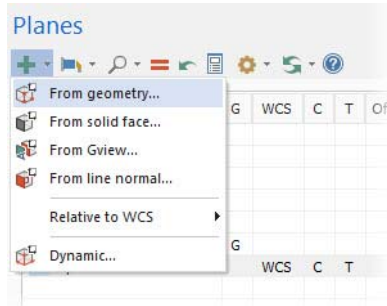 Planes
From geometry...
G WCS C T Of
From solid face...
From Gview...
From line normal...
Relative to WCS
G
Dynamic...
WCS C T